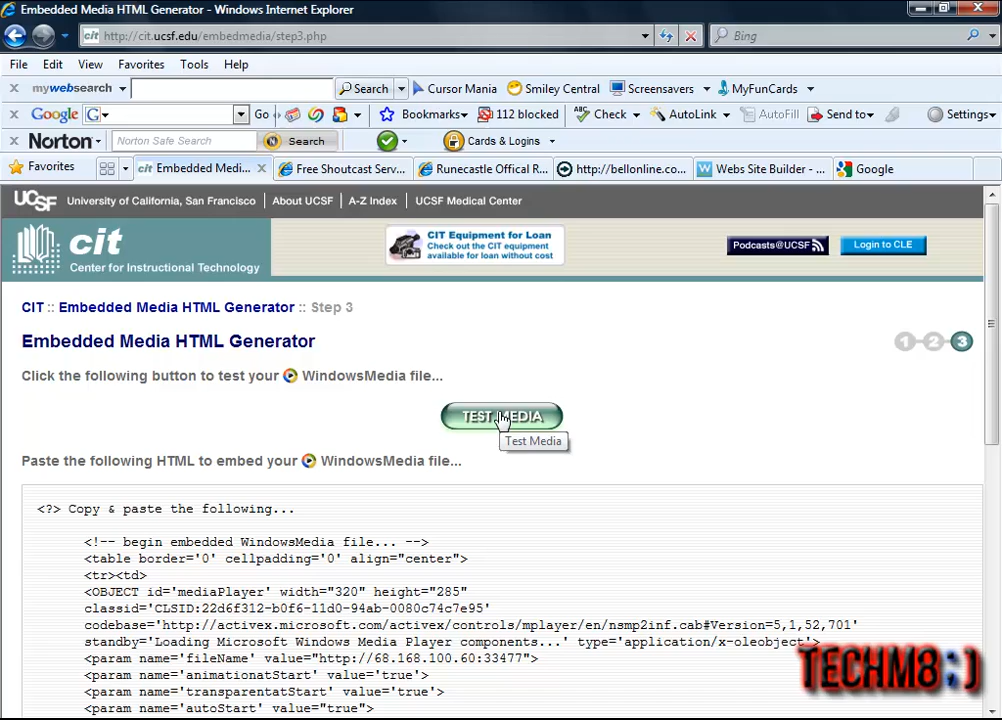 Embedded Media HTML Generator - Windows Internet Explorer
cit http://cit.ucsf.edu/embedmedia/step3.php Bing
File Edit View Favorites Tools Help
X mywebsearch Search Cursor Mania Smiley Central Screensavers MyFunCards
X Google G Go Bookmarks 112 blocked Check AutoLink AutoFill Send to Settings
X Norton Norton Safe Search Search Cards & Logins
Favorites cit Embedded Medi... X Free Shoutcast Serv... Runecastle Offical R... http://bellonline.co... W Webs Site Builder - ... Google
UCSF University of California, San Francisco About UCSF A-Z Index UCSF Medical Center
cit
Center for Instructional Technology
CIT Equipment for Loan
Check out the CIT equipment
available for loan without cost
Podcasts@UCSF
Login to CLE
CIT :: Embedded Media HTML Generator :: Step 3
Embedded Media HTML Generator
1 2 3
Click the following button to test your WindowsMedia file...
TEST MEDIA
Test Media
Paste the following HTML to embed your WindowsMedia file...
<?> Copy & paste the following...
<!-- begin embedded WindowsMedia file... -->
<table border='0' cellpadding='0' align="center">
<tr><td>
<OBJECT id='mediaPlayer' width="320" height="285"
classid='CLSID:22d6f312-b0f6-11d0-94ab-0080c74c7e95'
codebase='http://activex.microsoft.com/activex/controls/mplayer/en/nsmp2inf.cab#Version=5,1,52,701'
standby='Loading Microsoft Windows Media Player components...' type='application/x-oleobject'>
<param name='fileName' value="http://68.168.100.60:33477">
<param name='animationatStart' value='true'>
<param name='transparentatStart' value='true'>
<param name='autoStart' value="true">
TECHM8:)